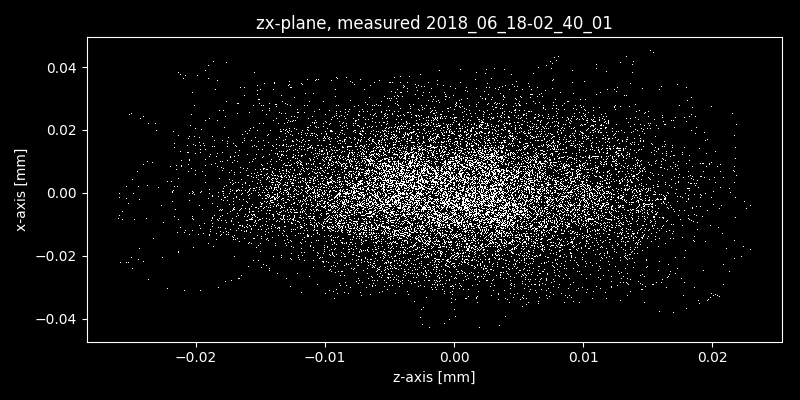 zx-plane, measured 2018_06_18-02_40_01
0.04
0.02
0.00
−0.02
−0.04
x-axis [mm]
−0.02 −0.01 0.00 0.01 0.02
z-axis [mm]